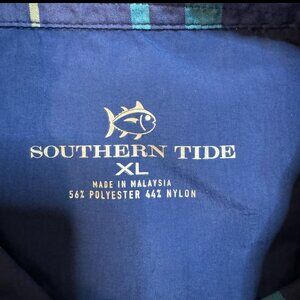 SOUTHERN TIDE
XL
MADE IN MALAYSIA
56% POLYESTER 44% NYLON